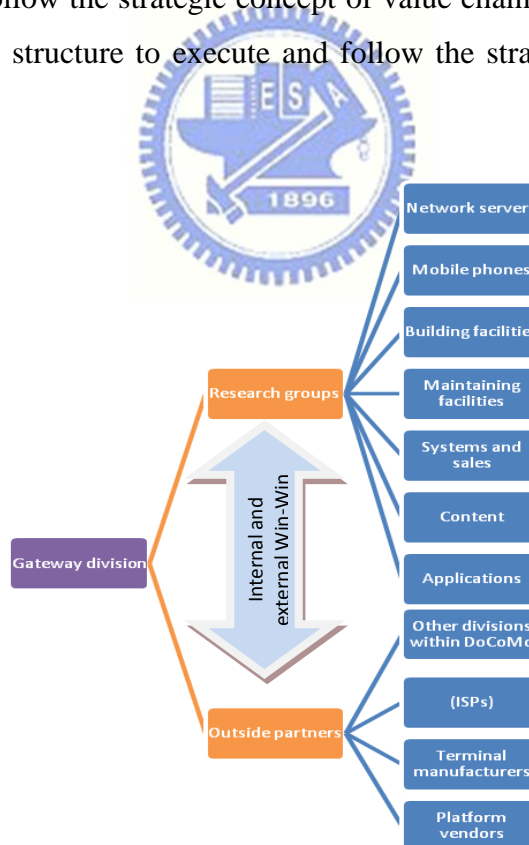 follow the strategic concept of value chain
structure to execute and follow the stra
E S A
1896
Network server
Mobile phones
Building facilitie
Research groups
Maintaining
facilities
Systems and
sales
Internal and
external Win-Win
Content
Gateway division
Applications
Other divisions
within DoCoMo
(ISPs)
Outside partners
Terminal
manufacturers
Platform
vendors